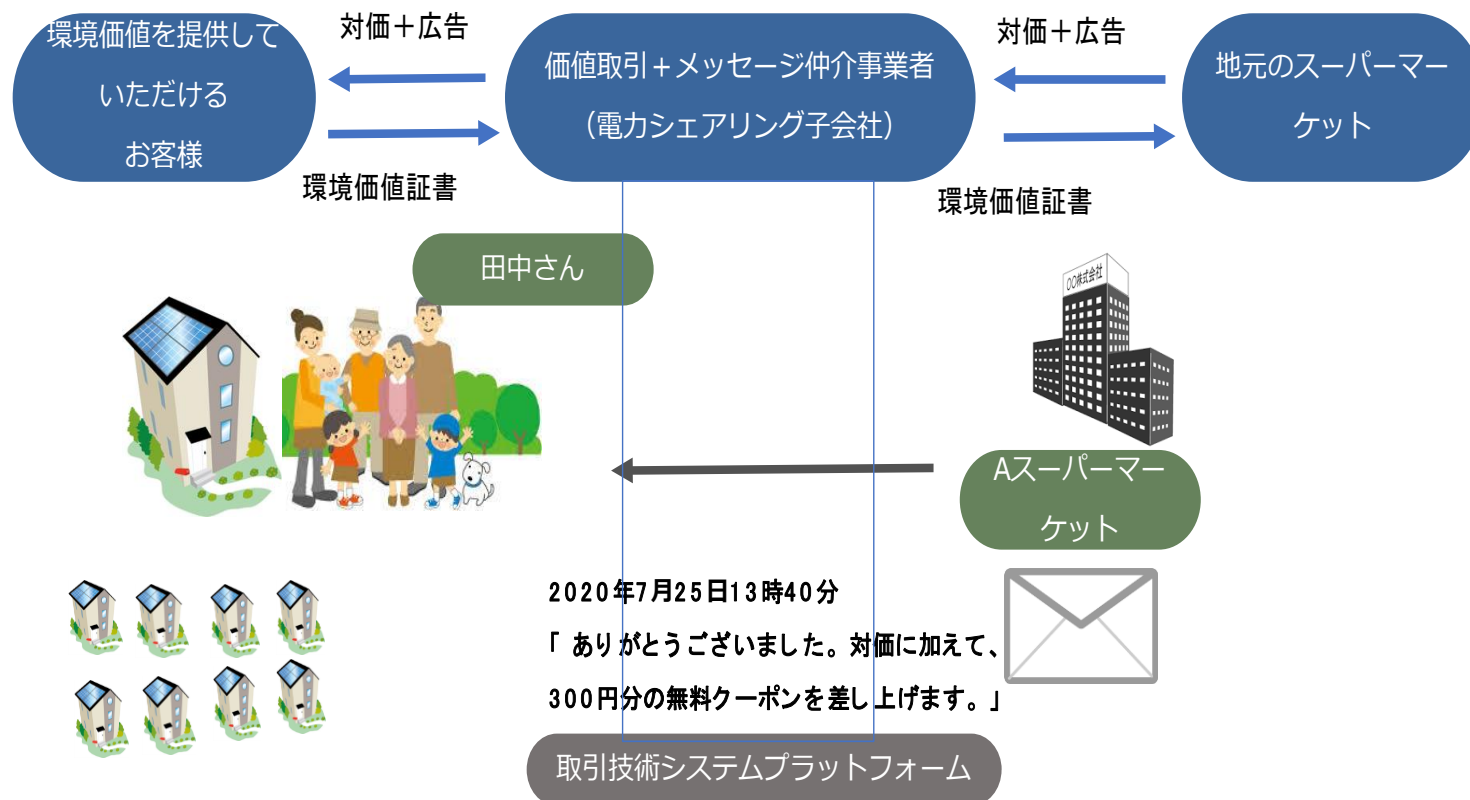 対価＋広告
対価＋広告
環境価値を提供して
いただける
お客様
価値取引＋メッセージ仲介事業者
（電力シェアリング子会社）
地元のスーパーマー
ケット
環境価値証書
環境価値証書
田中さん
〇〇株式会社
Aスーパーマー
ケット
2020年7月25日13時40分
「ありがとうございました。対価に加えて、
300円分の無料クーポンを差し上げます。」
取引技術システムプラットフォーム